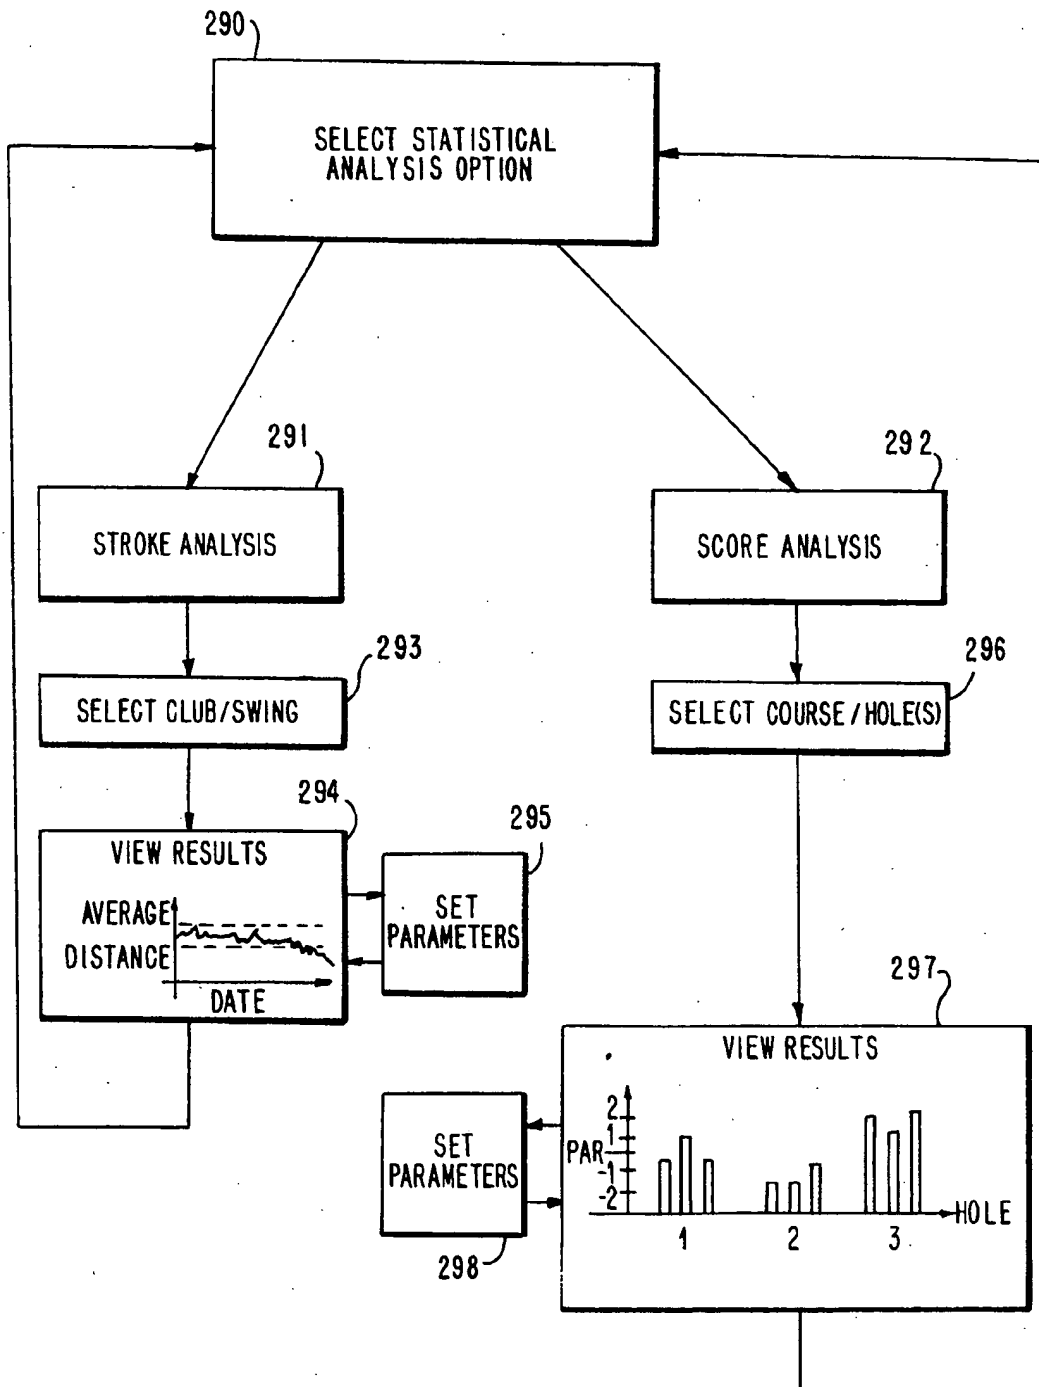 290
SELECT STATISTICAL
ANALYSIS OPTION
291
STROKE ANALYSIS
292
SCORE ANALYSIS
293
SELECT CLUB/SWING
296
SELECT COURSE/HOLE(S)
294
VIEW RESULTS
AVERAGE
DISTANCE
DATE
295
SET
PARAMETERS
297
VIEW RESULTS
2
1
PAR
-1
-2
HOLE
1 2 3
SET
PARAMETERS
298